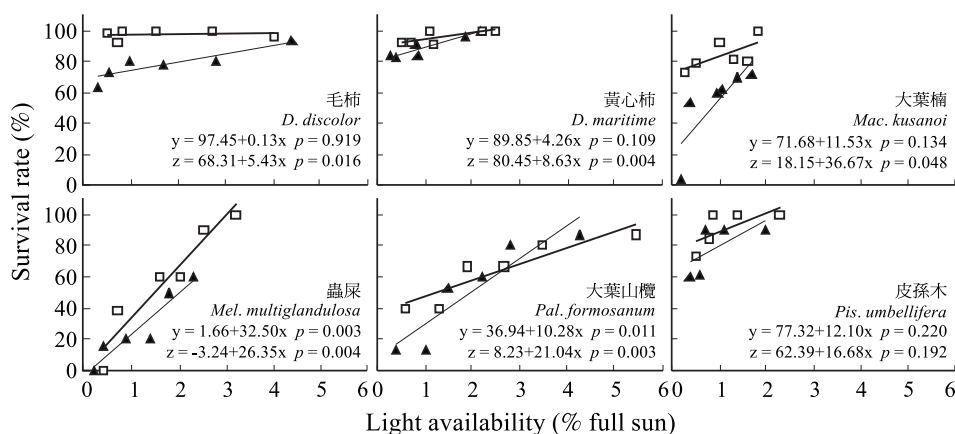 100
80
60
40
20
0
毛柿
D. discolor
y = 97.45+0.13x p = 0.919
z = 68.31+5.43x p = 0.016
黃心柿
D. maritime
y = 89.85+4.26x p = 0.109
z = 80.45+8.63x p = 0.004
大葉楠
Mac. kusanoi
y = 71.68+11.53x p = 0.134
z = 18.15+36.67x p = 0.048
Survival rate (%)
100
80
60
40
20
0
蟲屎
Mel. multiglandulosa
y = 1.66+32.50x p = 0.003
z = -3.24+26.35x p = 0.004
大葉山欖
Pal. formosanum
y = 36.94+10.28x p = 0.011
z = 8.23+21.04x p = 0.003
皮孫木
Pis. umbellifera
y = 77.32+12.10x p = 0.220
z = 62.39+16.68x p = 0.192
0 1 2 3 4 5 6 1 2 3 4 5 6 1 2 3 4 5 6
Light availability (% full sun)